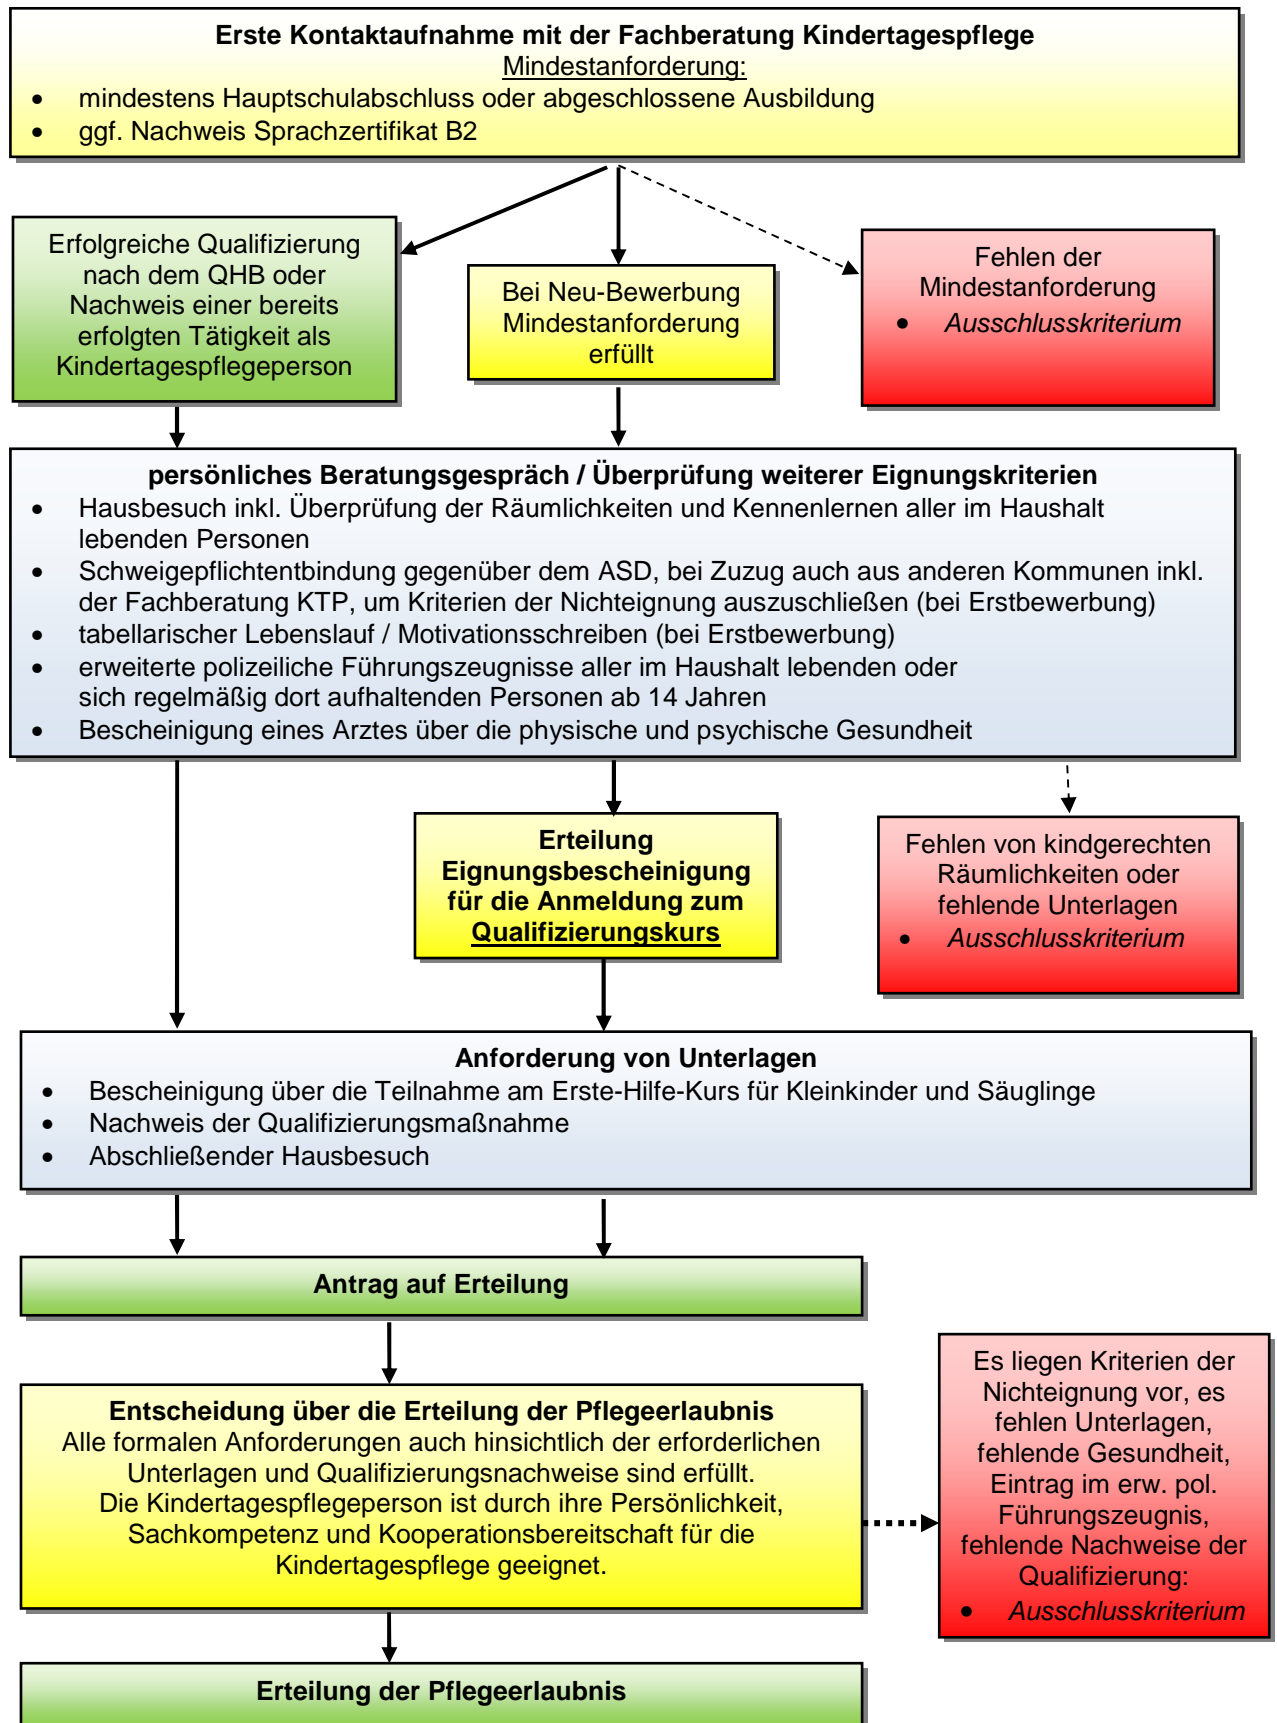 Erste Kontaktaufnahme mit der Fachberatung Kindertagespflege
Mindestanforderung:
• mindestens Hauptschulabschluss oder abgeschlossene Ausbildung
• ggf. Nachweis Sprachzertifikat B2
Erfolgreiche Qualifizierung
nach dem QHB oder
Nachweis einer bereits
erfolgten Tätigkeit als
Kindertagespflegeperson
Bei Neu-Bewerbung
Mindestanforderung
erfüllt
Fehlen der
Mindestanforderung
• Ausschlusskriterium
persönliches Beratungsgespräch / Überprüfung weiterer Eignungskriterien
• Hausbesuch inkl. Überprüfung der Räumlichkeiten und Kennenlernen aller im Haushalt
lebenden Personen
• Schweigepflichtentbindung gegenüber dem ASD, bei Zuzug auch aus anderen Kommunen inkl.
der Fachberatung KTP, um Kriterien der Nichteignung auszuschließen (bei Erstbewerbung)
• tabellarischer Lebenslauf / Motivationsschreiben (bei Erstbewerbung)
• erweiterte polizeiliche Führungszeugnisse aller im Haushalt lebenden oder
sich regelmäßig dort aufhaltenden Personen ab 14 Jahren
• Bescheinigung eines Arztes über die physische und psychische Gesundheit
Erteilung
Eignungsbescheinigung
für die Anmeldung zum
Qualifizierungskurs
Fehlen von kindgerechten
Räumlichkeiten oder
fehlende Unterlagen
• Ausschlusskriterium
Anforderung von Unterlagen
• Bescheinigung über die Teilnahme am Erste-Hilfe-Kurs für Kleinkinder und Säuglinge
• Nachweis der Qualifizierungsmaßnahme
• Abschließender Hausbesuch
Antrag auf Erteilung
Entscheidung über die Erteilung der Pflegeerlaubnis
Alle formalen Anforderungen auch hinsichtlich der erforderlichen
Unterlagen und Qualifizierungsnachweise sind erfüllt.
Die Kindertagespflegeperson ist durch ihre Persönlichkeit,
Sachkompetenz und Kooperationsbereitschaft für die
Kindertagespflege geeignet.
Es liegen Kriterien der
Nichteignung vor, es
fehlen Unterlagen,
fehlende Gesundheit,
Eintrag im erw. pol.
Führungszeugnis,
fehlende Nachweise der
Qualifizierung:
• Ausschlusskriterium
Erteilung der Pflegeerlaubnis